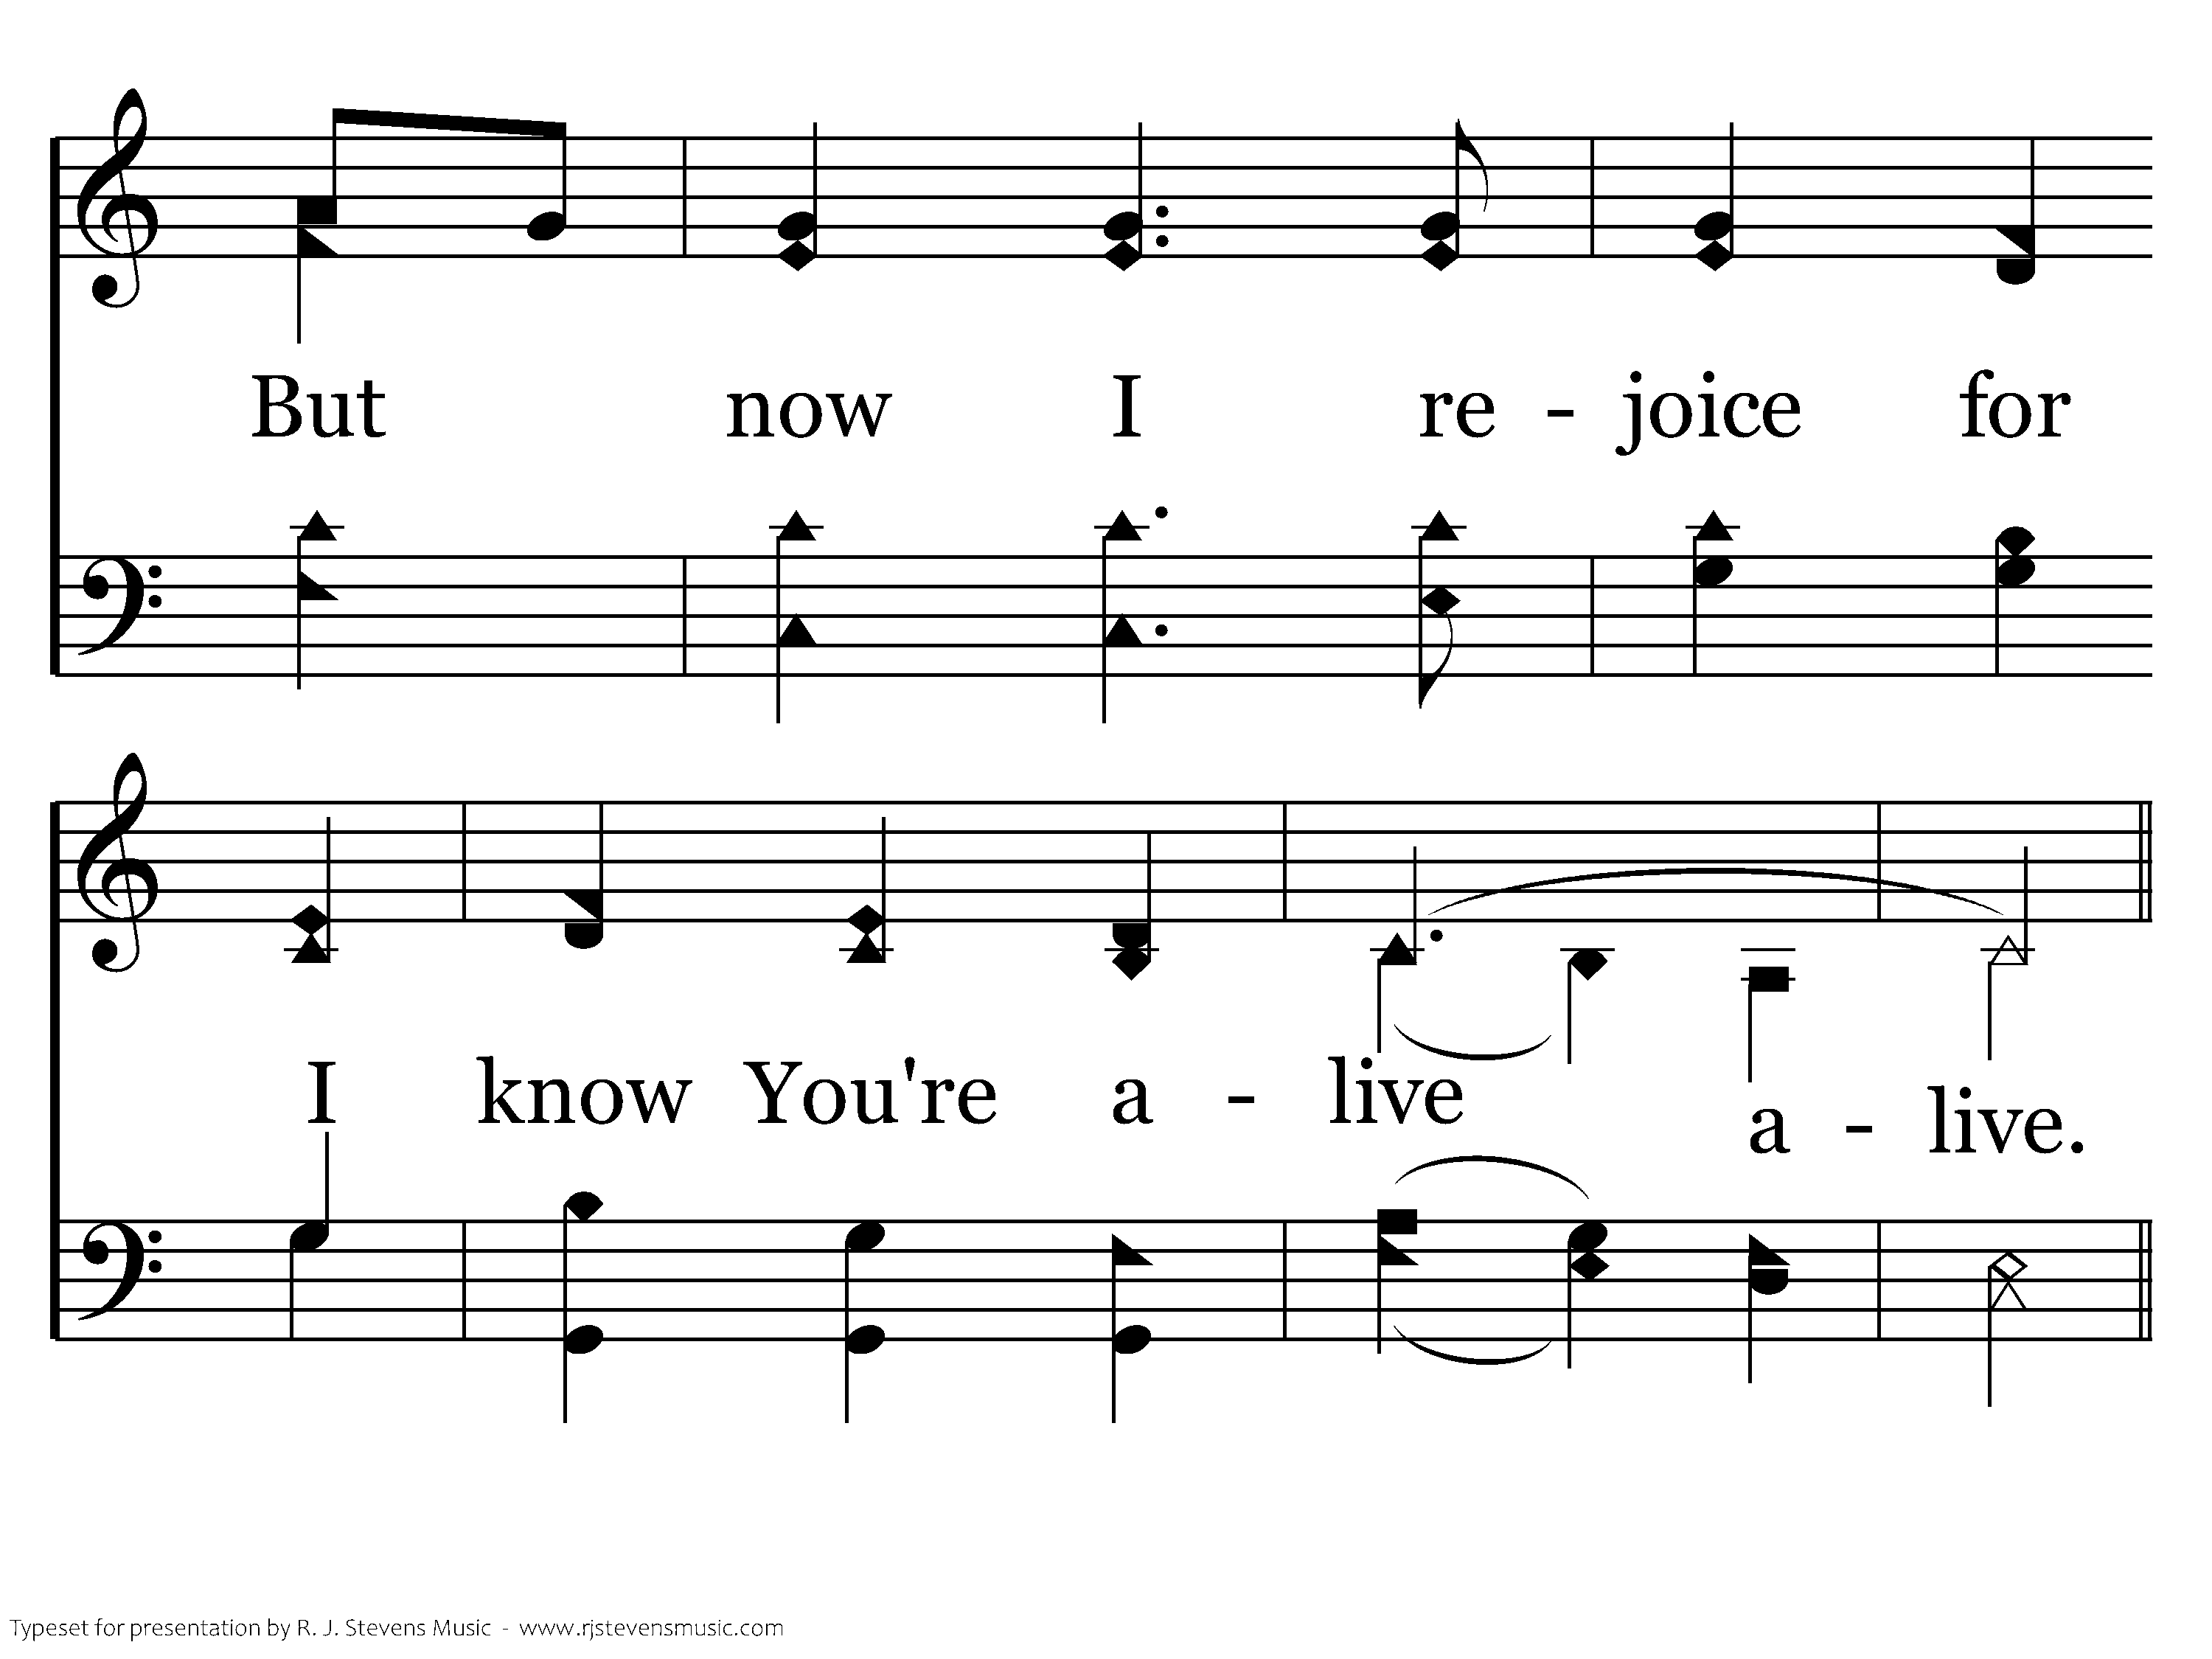 But now I re - joice for
I know You're a - live
a - live.
Typeset for presentation by R. J. Stevens Music - www.rjstevensmusic.com